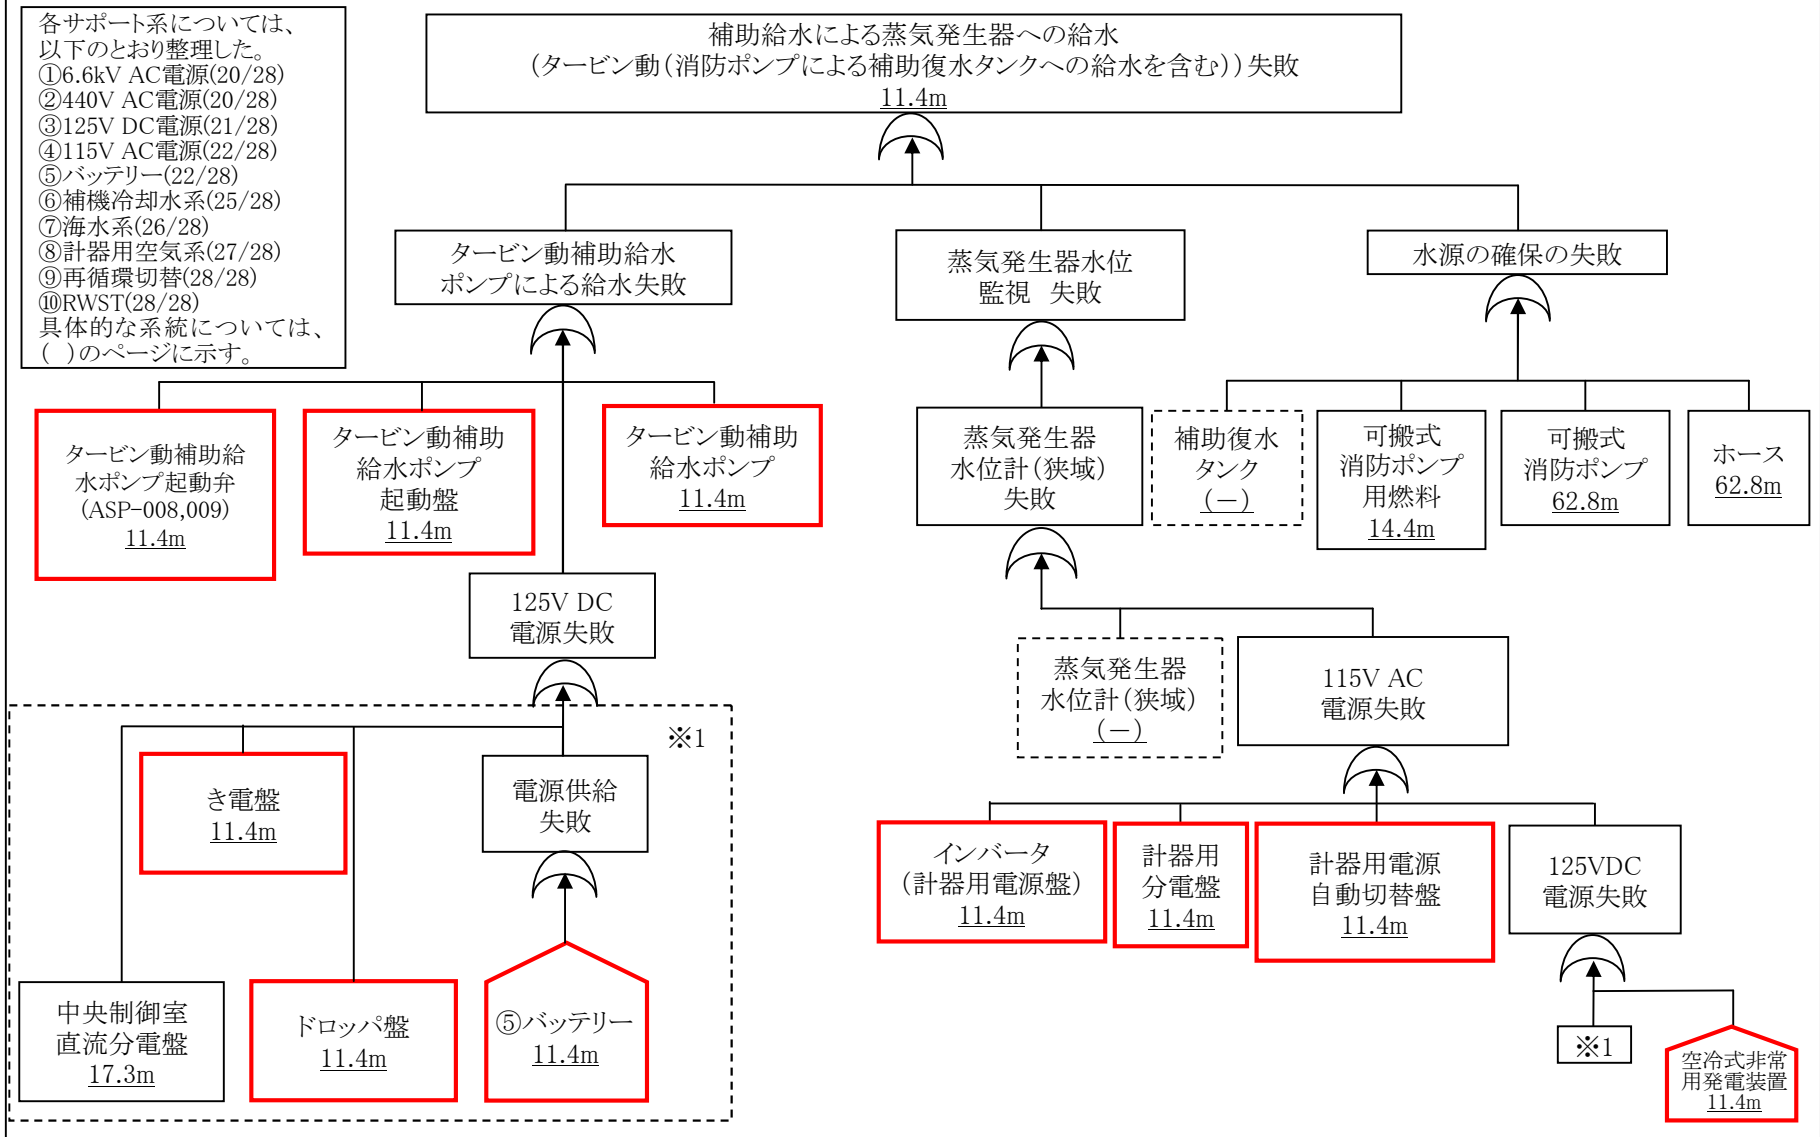 各サポート系については、
以下のとおり整理した。
①6.6kV AC電源(20/28)
②440V AC電源(20/28)
③125V DC電源(21/28)
④115V AC電源(22/28)
⑤バッテリー(22/28)
⑥補機冷却水系(25/28)
⑦海水系(26/28)
⑧計器用空気系(27/28)
⑨再循環切替(28/28)
⑩RWST(28/28)
具体的な系統については、
( )のページに示す。
補助給水による蒸気発生器への給水
(タービン動(消防ポンプによる補助復水タンクへの給水を含む))失敗
11.4m
タービン動補助給水
ポンプによる給水失敗
蒸気発生器水位
監視 失敗
水源の確保の失敗
タービン動補助給
水ポンプ起動弁
(ASP-008,009)
11.4m
タービン動補助
給水ポンプ
起動盤
11.4m
タービン動補助
給水ポンプ
11.4m
蒸気発生器
水位計(狭域)
失敗
補助復水
タンク
(-)
可搬式
消防ポンプ
用燃料
14.4m
可搬式
消防ポンプ
62.8m
ホース
62.8m
125V DC
電源失敗
蒸気発生器
水位計(狭域)
(-)
115V AC
電源失敗
※1
き電盤
11.4m
電源供給
失敗
インバータ
(計器用電源盤)
11.4m
計器用
分電盤
11.4m
計器用電源
自動切替盤
11.4m
125VDC
電源失敗
中央制御室
直流分電盤
17.3m
ドロッパ盤
11.4m
⑤バッテリー
11.4m
※1
空冷式非常
用発電装置
11.4m